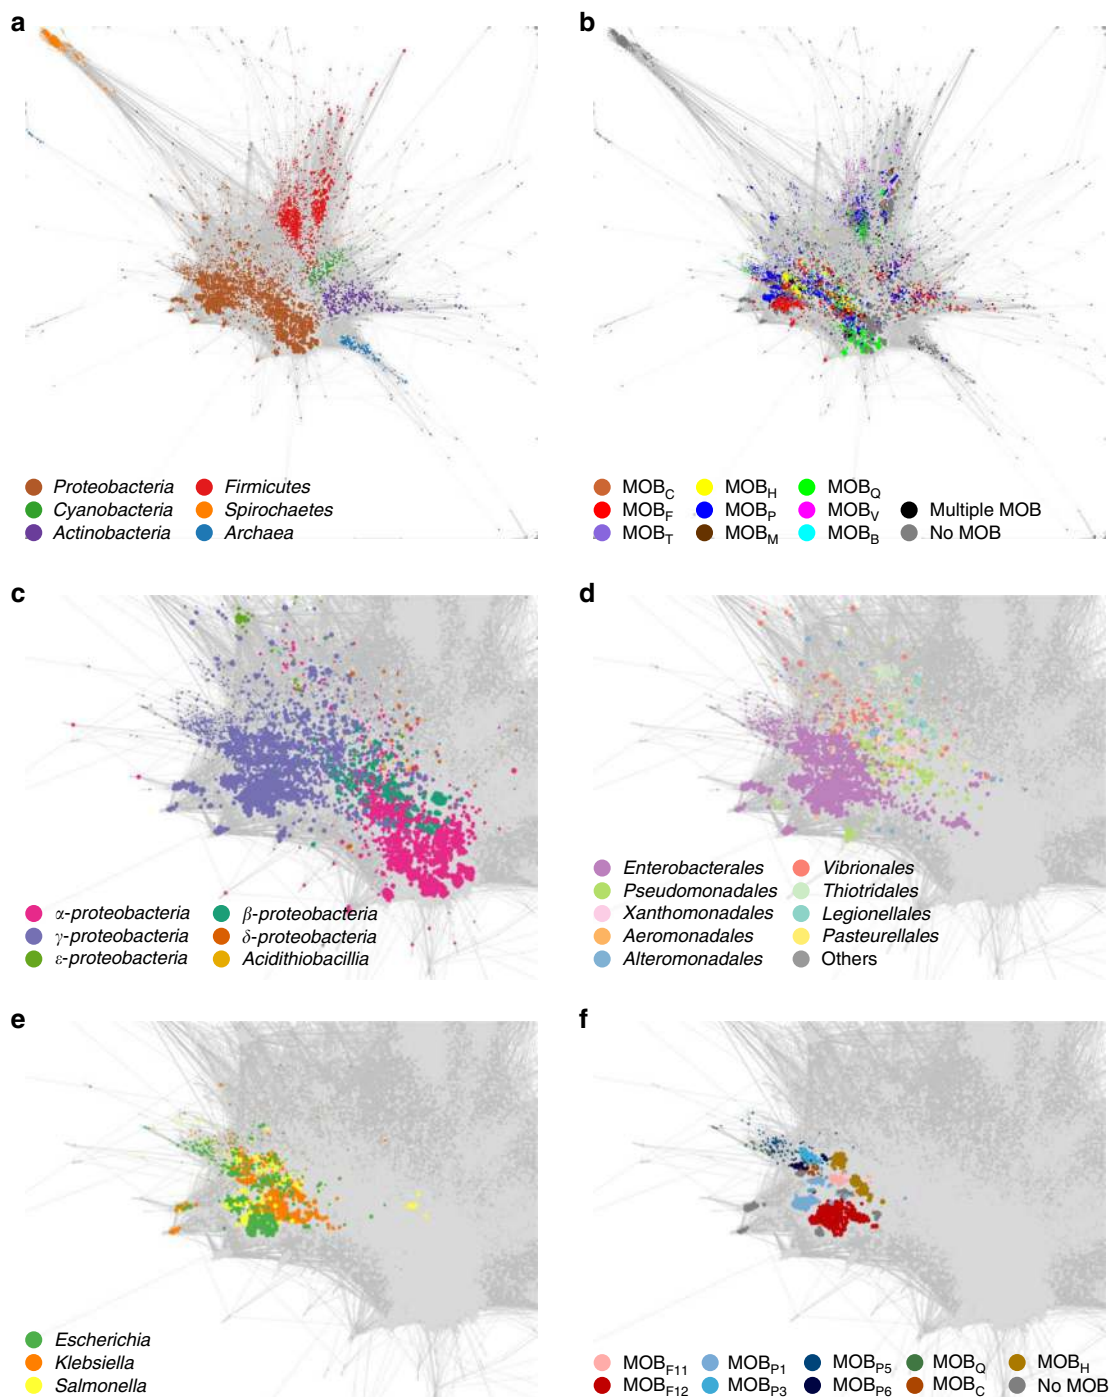 a
b
Proteobacteria Firmicutes
Cyanobacteria Spirochaetes
Actinobacteria Archaea
MOBC MOBH MOBQ
MOBF MOBP MOBV Multiple MOB
MOBT MOBM MOBB No MOB
c
d
α-proteobacteria β-proteobacteria
γ-proteobacteria δ-proteobacteria
ε-proteobacteria Acidithiobacillia
Enterobacterales Vibrionales
Pseudomonadales Thiotridales
Xanthomonadales Legionellales
Aeromonadales Pasteurellales
Alteromonadales Others
e
f
Escherichia
Klebsiella
Salmonella
MOBF11 MOBP1 MOBP5 MOBQ MOBH
MOBF12 MOBP3 MOBP6 MOBC No MOB